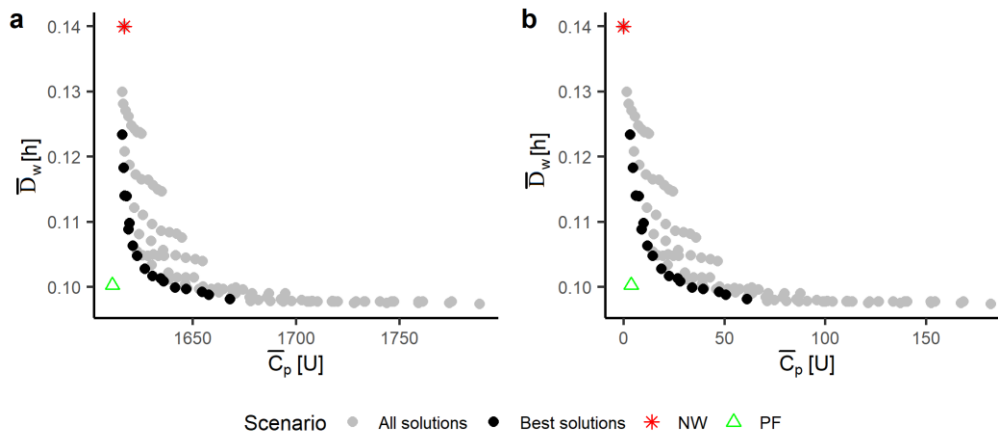 a
0.14
0.13
0.12
0.11
0.10
D̅w [h]
1650 1700 1750
C̅p [U]
b
0.14
0.13
0.12
0.11
0.10
D̅w [h]
0 50 100 150
C̅p [U]
Scenario All solutions Best solutions NW PF